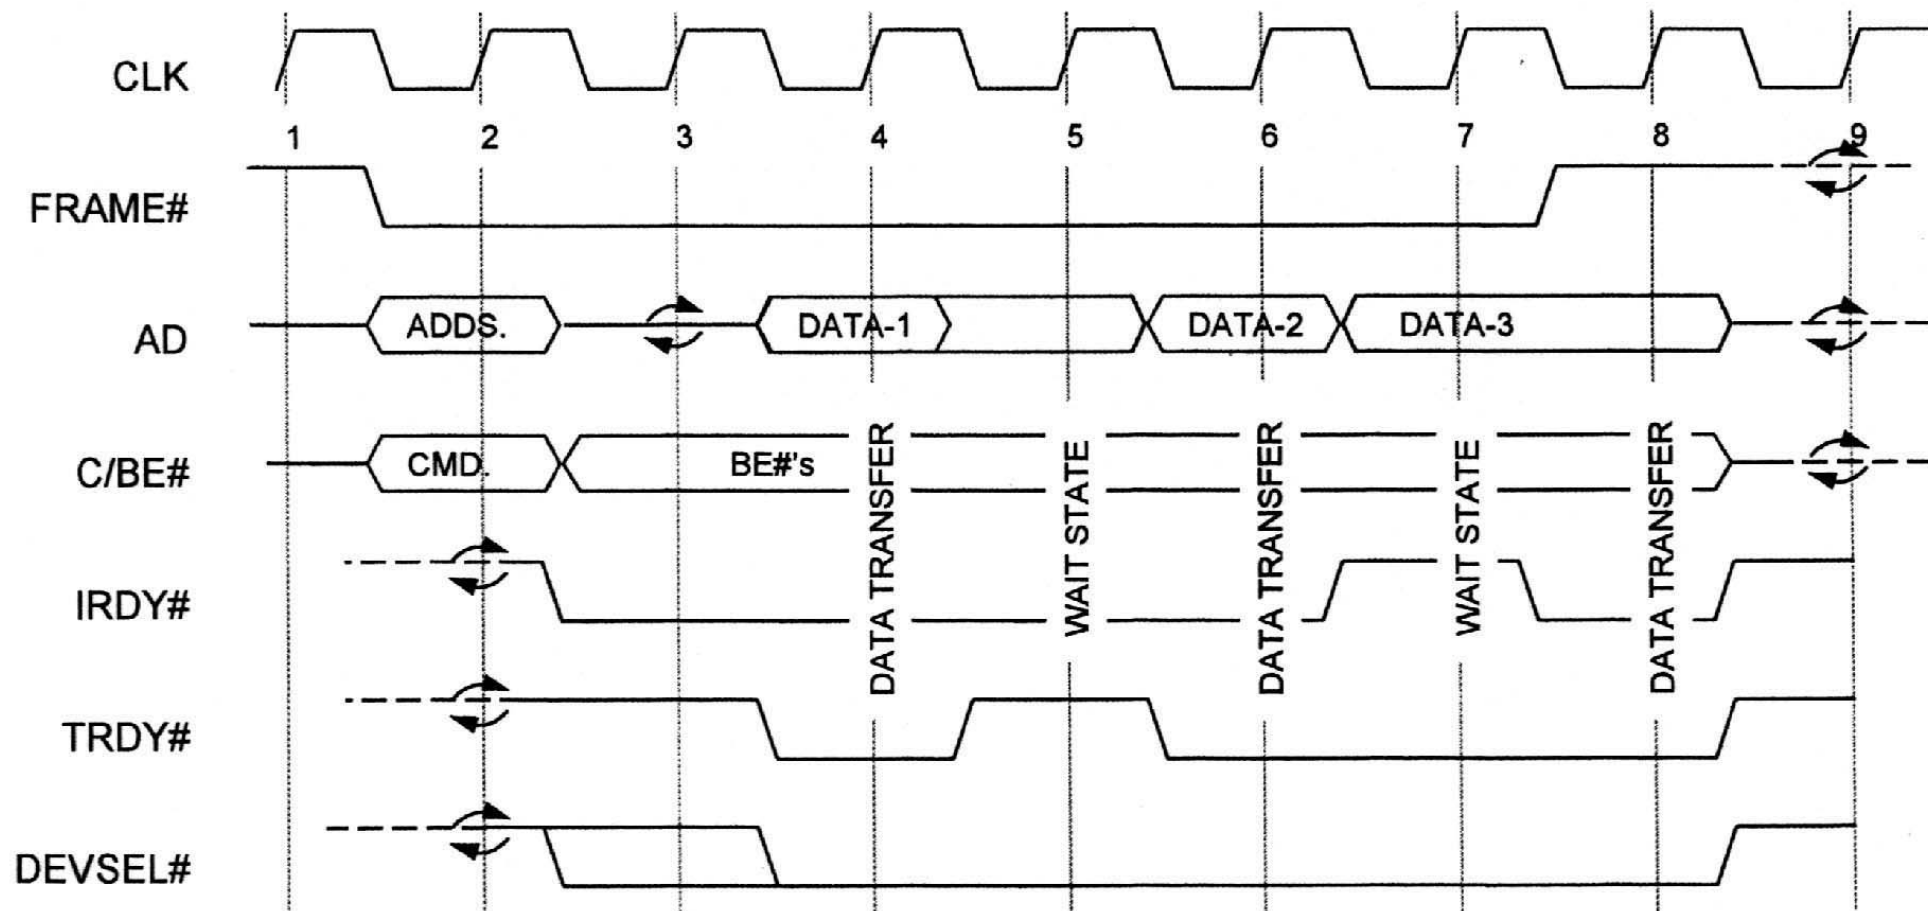 CLK
1 2 3 4 5 6 7 8 9
FRAME#
AD
ADDS.
DATA-1
DATA-2
DATA-3
C/BE#
CMD.
BE#'s
DATA TRANSFER
WAIT STATE
DATA TRANSFER
WAIT STATE
DATA TRANSFER
IRDY#
TRDY#
DEVSEL#